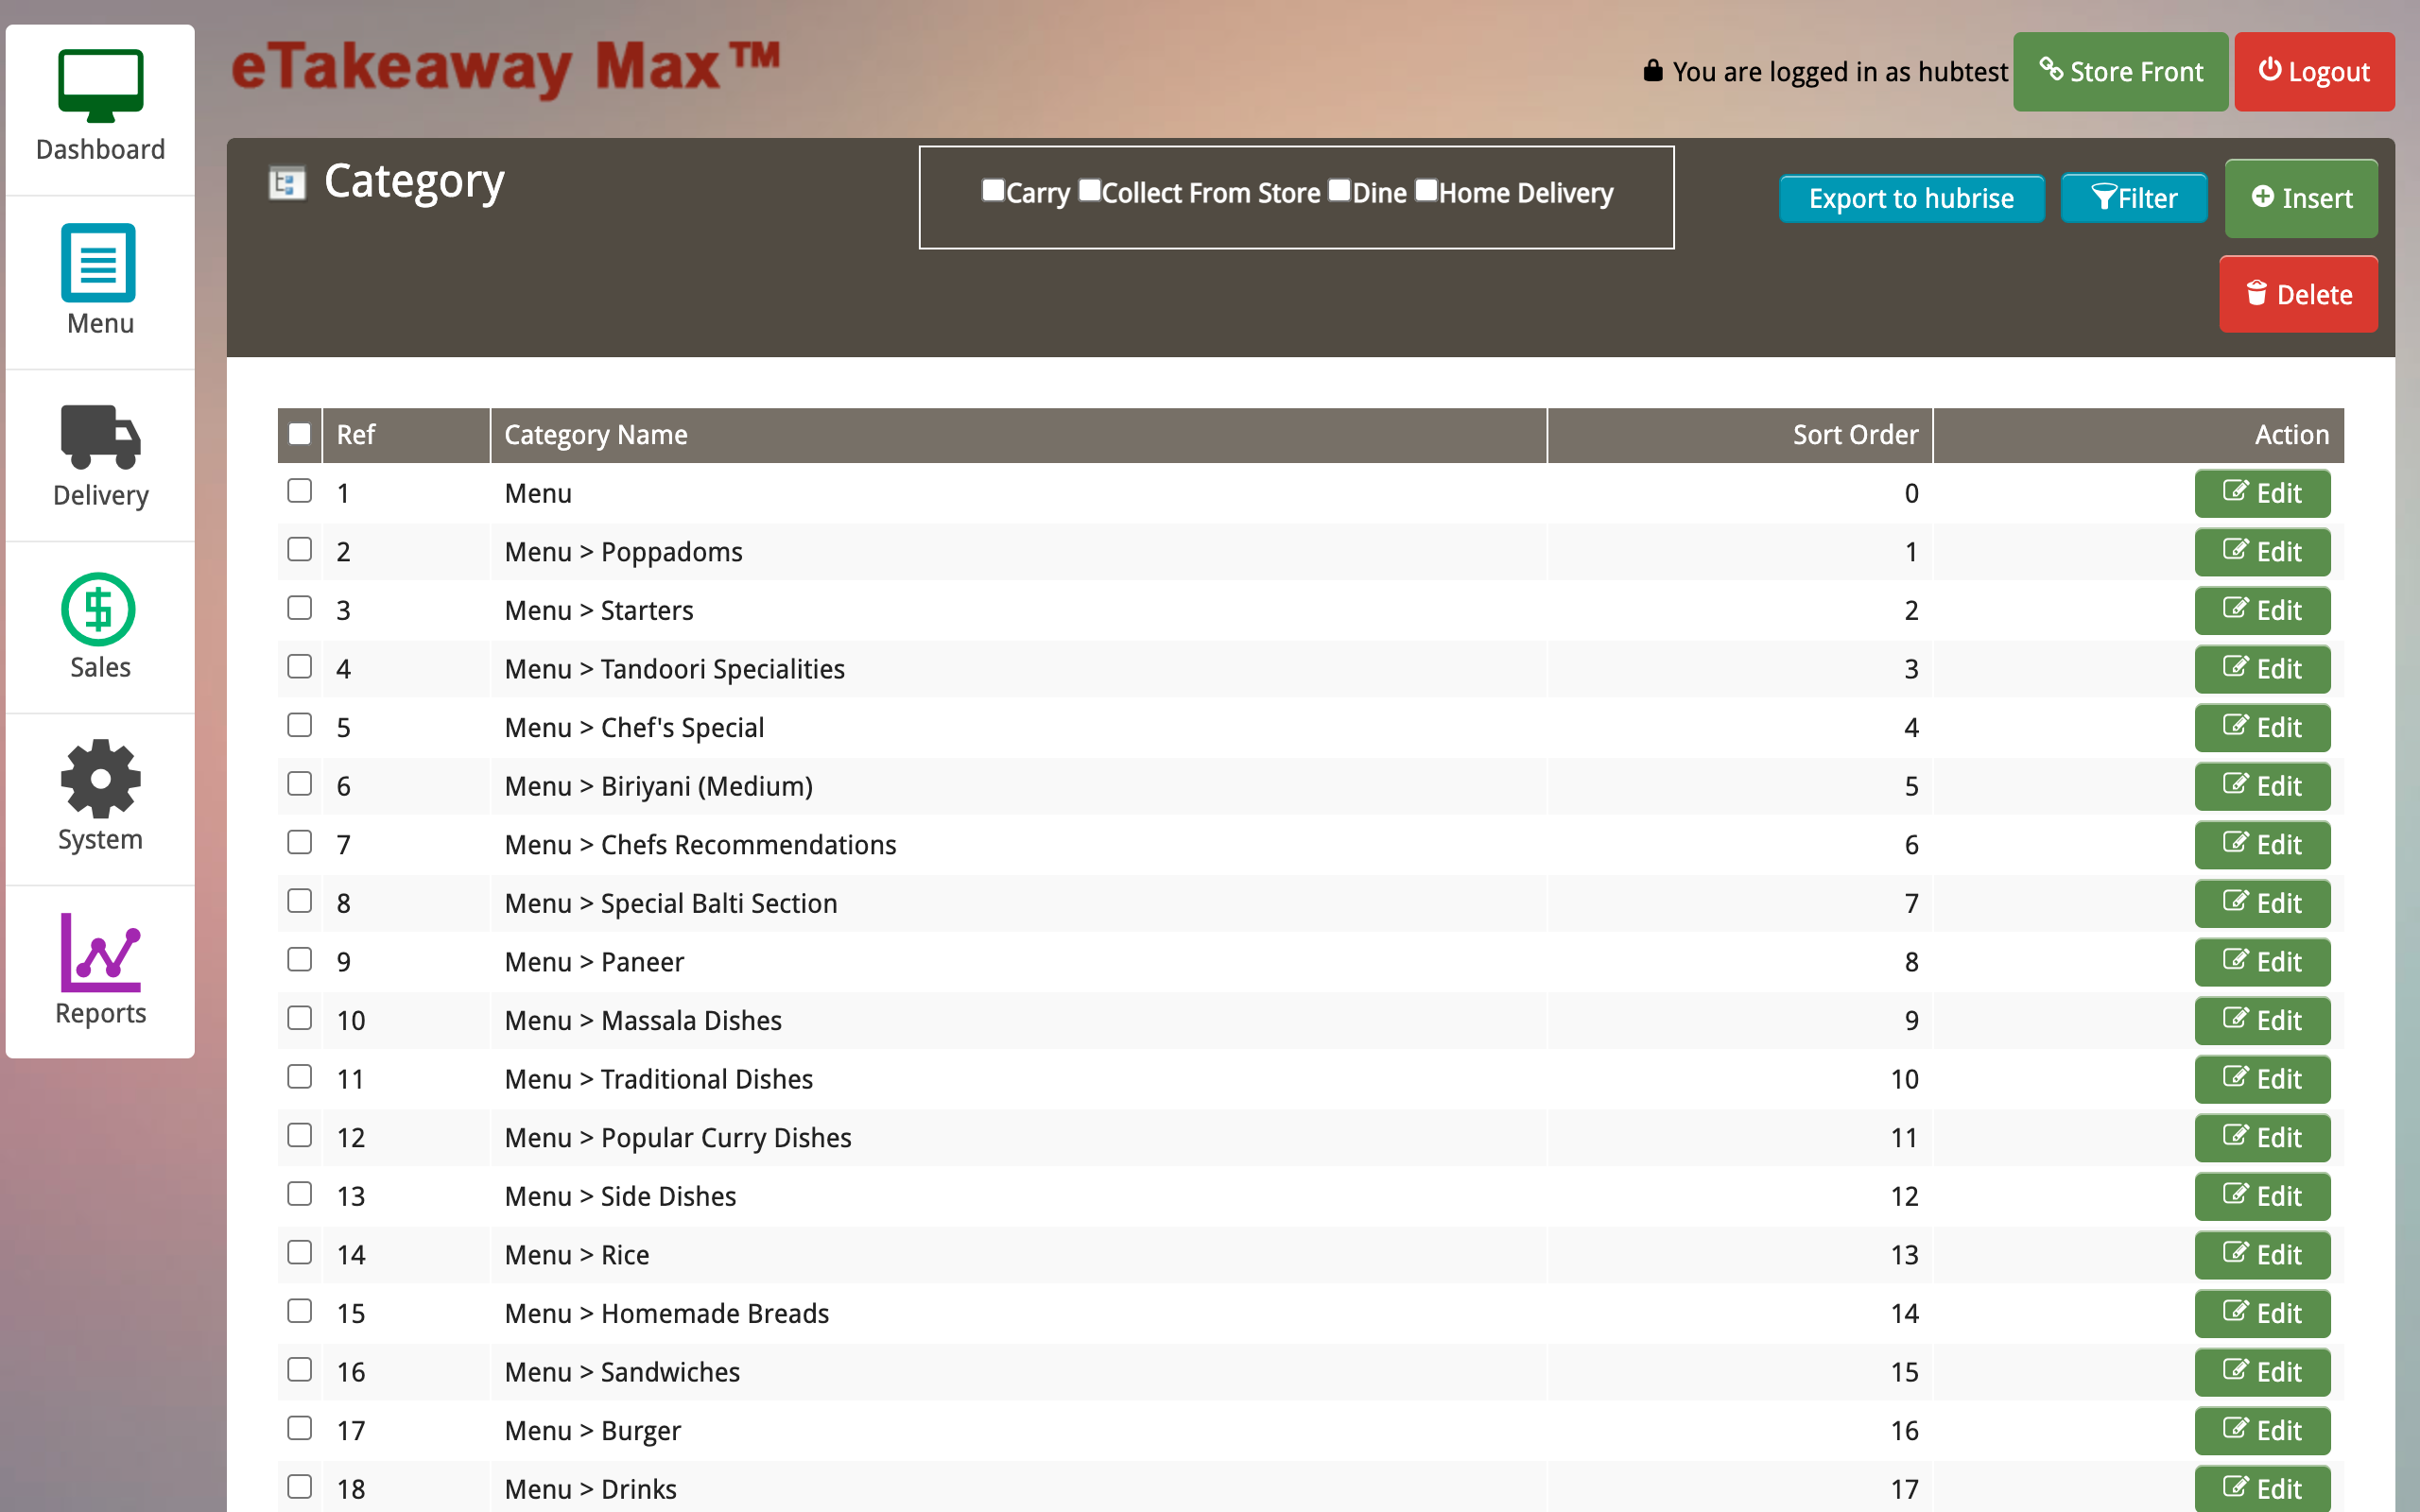 eTakeaway Max™
You are logged in as hubtest Store Front Logout
Dashboard
Menu
Delivery
Sales
System
Reports
Category
Carry Collect From Store Dine Home Delivery
Export to hubrise Filter Insert
Delete
Ref Category Name Sort Order Action
1 Menu 0 Edit
2 Menu > Poppadoms 1 Edit
3 Menu > Starters 2 Edit
4 Menu > Tandoori Specialities 3 Edit
5 Menu > Chef's Special 4 Edit
6 Menu > Biriyani (Medium) 5 Edit
7 Menu > Chefs Recommendations 6 Edit
8 Menu > Special Balti Section 7 Edit
9 Menu > Paneer 8 Edit
10 Menu > Massala Dishes 9 Edit
11 Menu > Traditional Dishes 10 Edit
12 Menu > Popular Curry Dishes 11 Edit
13 Menu > Side Dishes 12 Edit
14 Menu > Rice 13 Edit
15 Menu > Homemade Breads 14 Edit
16 Menu > Sandwiches 15 Edit
17 Menu > Burger 16 Edit
18 Menu > Drinks 17 Edit